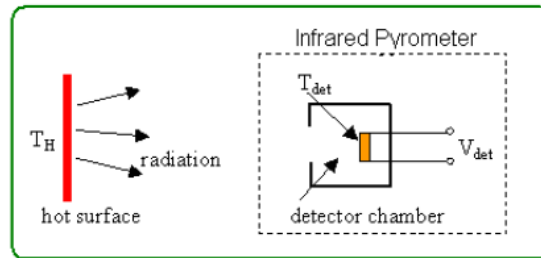 Infrared Pyrometer
T_det
T_H
radiation
V_det
hot surface
detector chamber